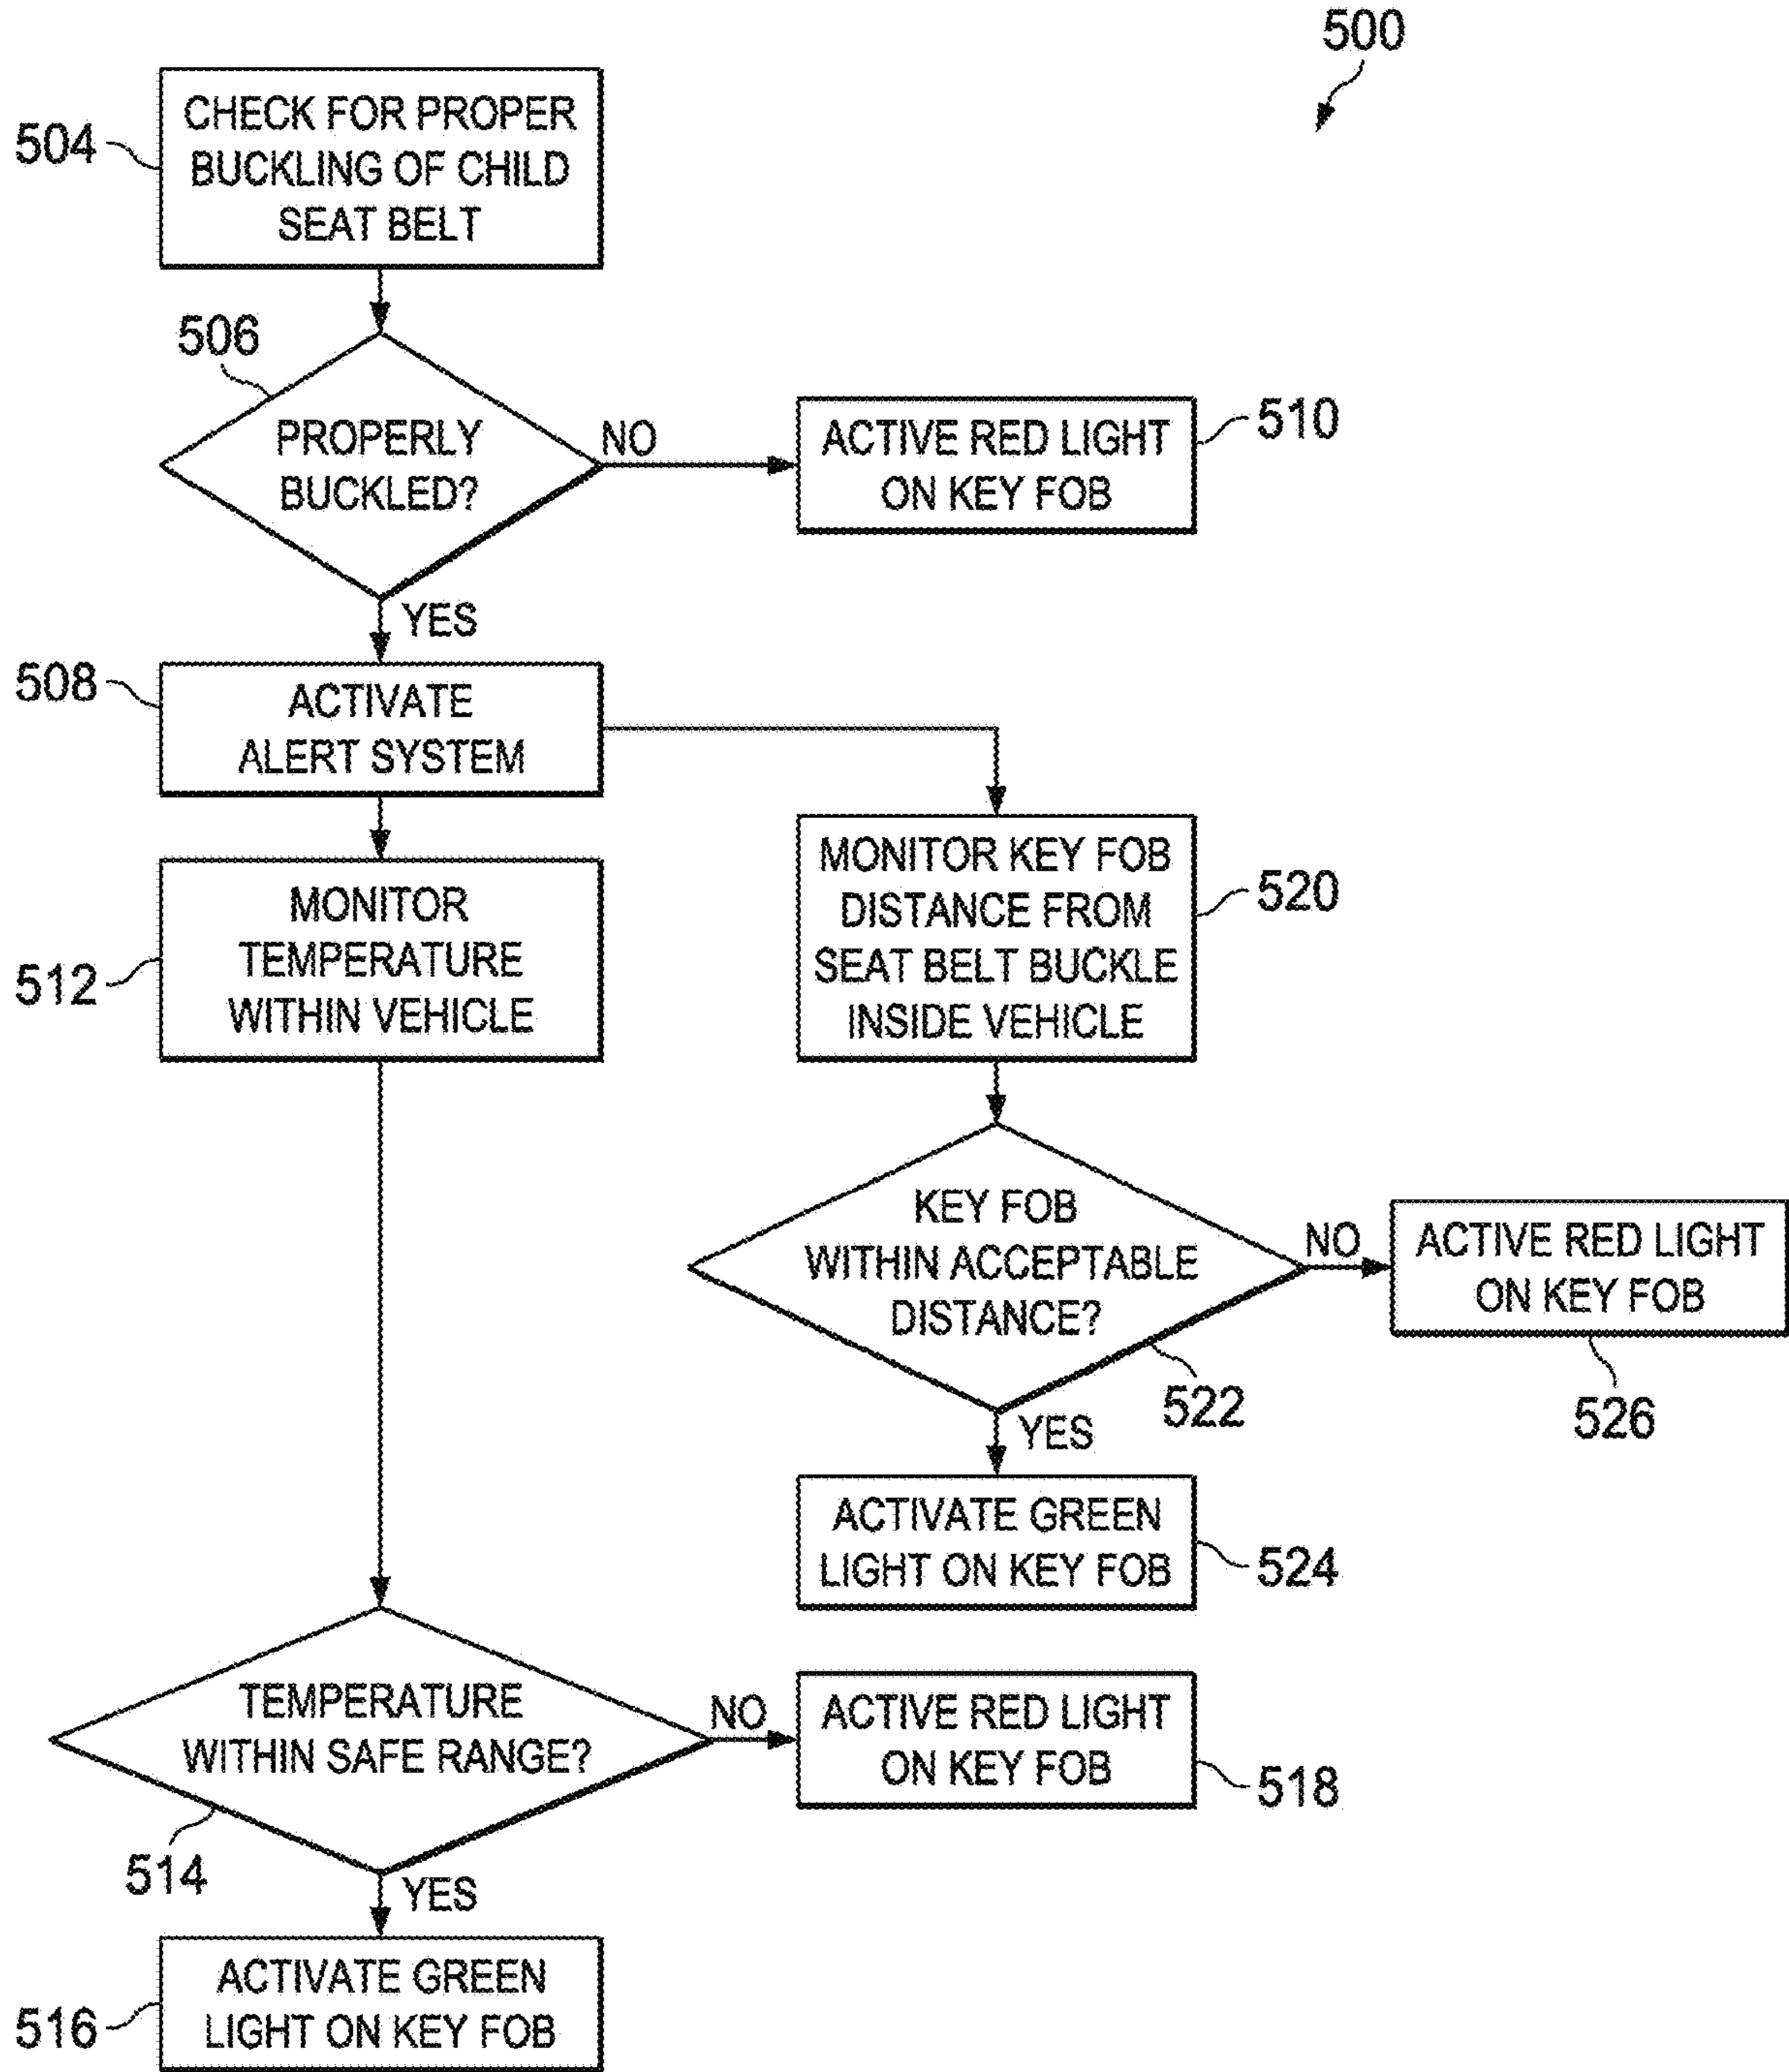 500
504
CHECK FOR PROPER
BUCKLING OF CHILD
SEAT BELT
506
PROPERLY
BUCKLED?
NO
ACTIVE RED LIGHT
ON KEY FOB
510
YES
508
ACTIVATE
ALERT SYSTEM
512
MONITOR
TEMPERATURE
WITHIN VEHICLE
MONITOR KEY FOB
DISTANCE FROM
SEAT BELT BUCKLE
INSIDE VEHICLE
520
KEY FOB
WITHIN ACCEPTABLE
DISTANCE?
522
NO
ACTIVE RED LIGHT
ON KEY FOB
526
YES
ACTIVATE GREEN
LIGHT ON KEY FOB
524
TEMPERATURE
WITHIN SAFE RANGE?
514
NO
ACTIVE RED LIGHT
ON KEY FOB
518
YES
516
ACTIVATE GREEN
LIGHT ON KEY FOB